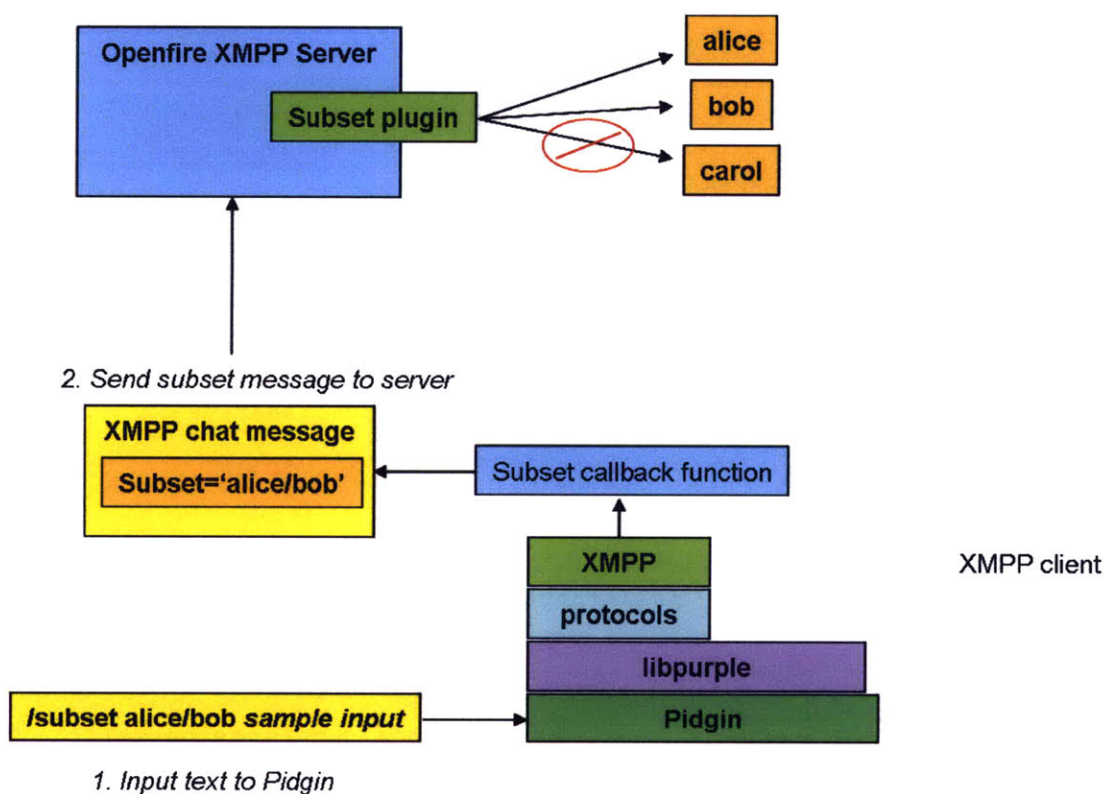 Openfire XMPP Server
Subset plugin
alice
bob
carol
2. Send subset message to server
XMPP chat message
Subset=‘alice/bob’
Subset callback function
XMPP
protocols
libpurple
Pidgin
XMPP client
/subset alice/bob sample input
1. Input text to Pidgin